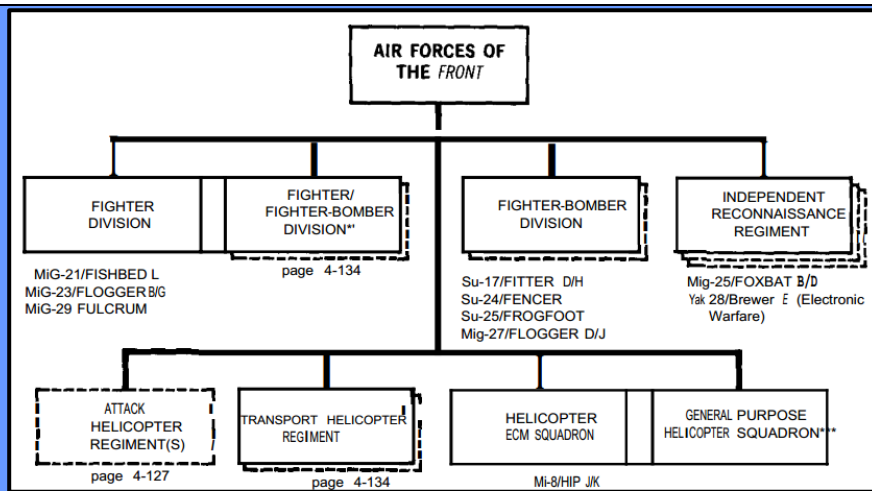 AIR FORCES OF
THE FRONT
FIGHTER
DIVISION
FIGHTER/
FIGHTER-BOMBER
DIVISION*'
FIGHTER-BOMBER
DIVISION
INDEPENDENT
RECONNAISSANCE
REGIMENT
MiG-21/FISHBED L
MiG-23/FLOGGER B/G
MiG-29 FULCRUM
page 4-134
Su-17/FITTER D/H
Su-24/FENCER
Su-25/FROGFOOT
Mig-27/FLOGGER D/J
Mig-25/FOXBAT B/D
Yak 28/Brewer E (Electronic
Warfare)
ATTACK
HELICOPTER
REGIMENT(S)
TRANSPORT HELICOPTER
REGIMENT
HELICOPTER
ECM SQUADRON
GENERAL PURPOSE
HELICOPTER SQUADRON***
page 4-127
page 4-134
Mi-8/HIP J/K